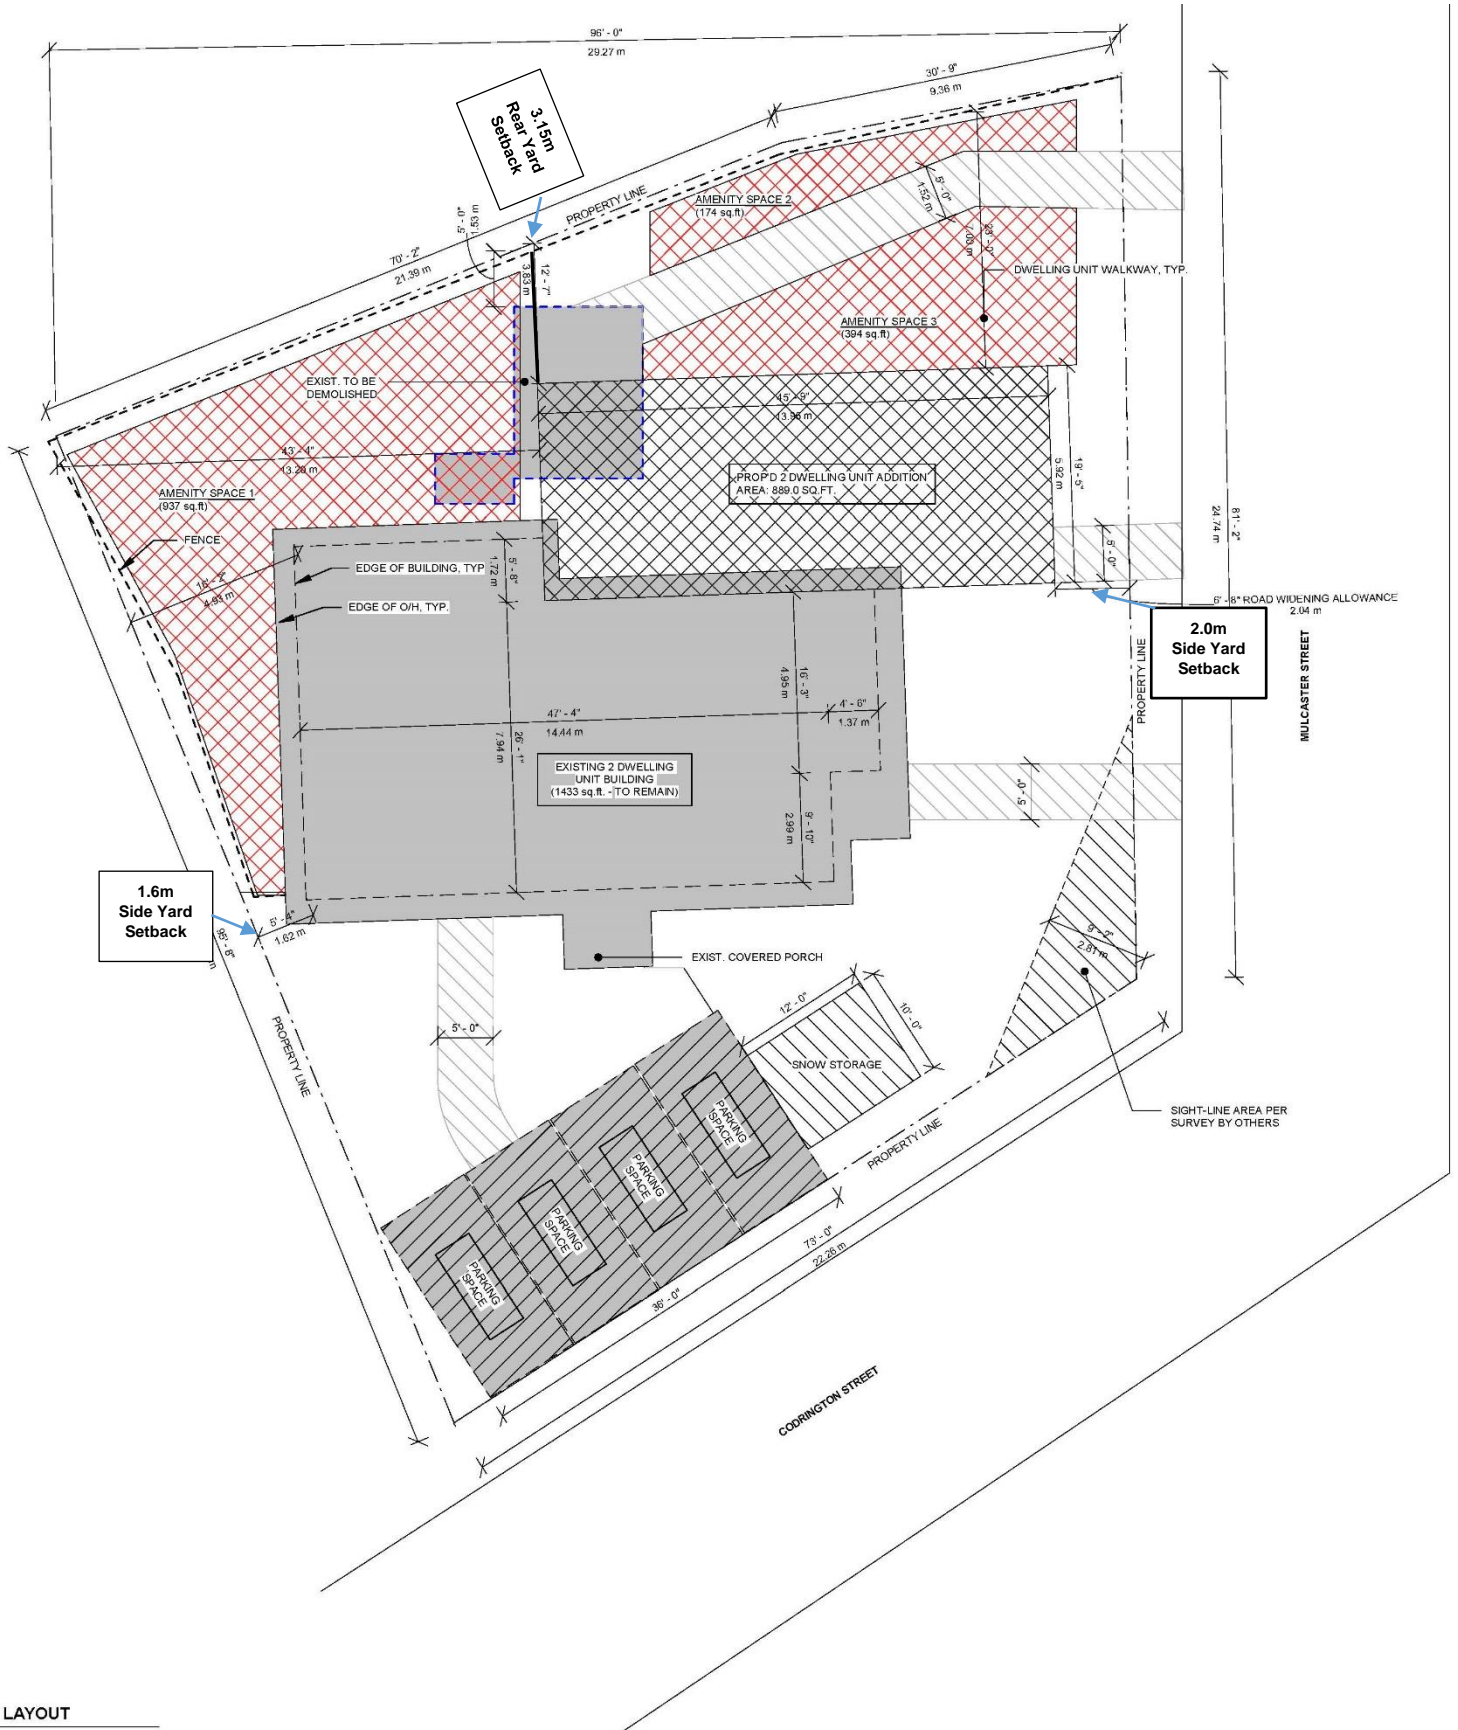 96' - 0"
29.27 m
30' - 9"
9.36 m
3.15m
Rear Yard
Setback
PROPERTY LINE
5' - 0"
1.53 m
70' - 2"
21.39 m
12' - 7"
3.83 m
AMENITY SPACE 2
(174 sq.ft)
5' - 0"
1.52 m
23' - 0"
7.00 m
DWELLING UNIT WALKWAY, TYP.
AMENITY SPACE 3
(394 sq.ft)
EXIST. TO BE
DEMOLISHED
45' - 9"
13.95 m
43' - 4"
13.20 m
19' - 5"
5.92 m
PROP'D 2 DWELLING UNIT ADDITION
AREA: 889.0 SQ.FT.
AMENITY SPACE 1
(937 sq.ft)
81' - 2"
24.74 m
FENCE
5' - 0"
16' - 2"
4.93 m
EDGE OF BUILDING, TYP
5' - 8"
1.72 m
EDGE OF O/H, TYP.
6' - 8" ROAD WIDENING ALLOWANCE
2.04 m
2.0m
Side Yard
Setback
MULCASTER STREET
PROPERTY LINE
16' - 3"
4.95 m
47' - 4"
14.44 m
4' - 6"
1.37 m
26' - 1"
7.94 m
EXISTING 2 DWELLING
UNIT BUILDING
(1433 sq.ft. - TO REMAIN)
5' - 0"
9' - 10"
2.99 m
1.6m
Side Yard
Setback
5' - 4"
1.62 m
95' - 8"
m
9' - 2"
2.81 m
EXIST. COVERED PORCH
12' - 0"
10' - 0"
5' - 0"
PROPERTY LINE
SNOW STORAGE
SIGHT-LINE AREA PER
SURVEY BY OTHERS
PARKING
SPACE
PARKING
SPACE
PARKING
SPACE
PARKING
SPACE
PROPERTY LINE
73' - 0"
22.26 m
36' - 0"
CODRINGTON STREET
LAYOUT